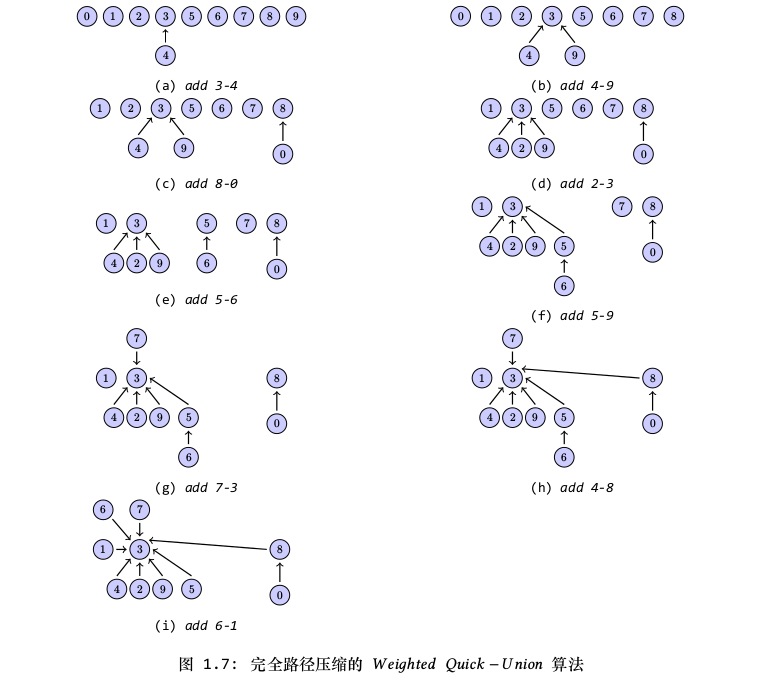 0 1 2 3 5 6 7 8 9
4
(a) add 3-4
0 1 2 3 5 6 7 8
4 9
(b) add 4-9
1 2 3 5 6 7 8
4 9 0
(c) add 8-0
1 3 5 6 7 8
4 2 9 0
(d) add 2-3
1 3 5 7 8
4 2 9 6 0
(e) add 5-6
1 3 7 8
4 2 9 5 0
6
(f) add 5-9
7
1 3 8
4 2 9 5 0
6
(g) add 7-3
7
1 3 8
4 2 9 5 0
6
(h) add 4-8
6 7
1 3 8
4 2 9 5 0
(i) add 6-1
图 1.7: 完全路径压缩的 Weighted Quick-Union 算法